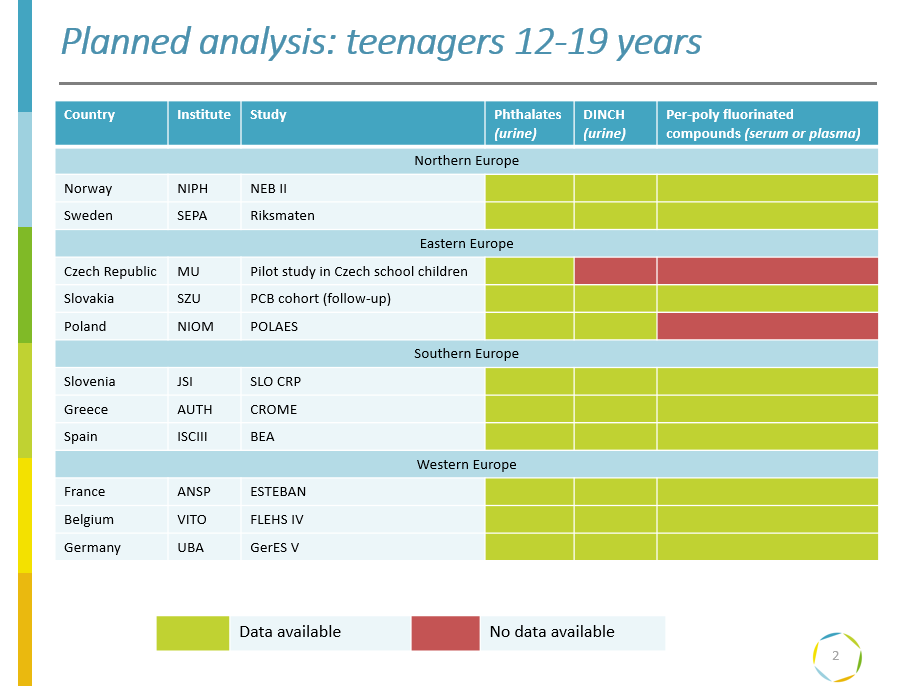 Planned analysis: teenagers 12-19 years
Country Institute Study Phthalates (urine) DINCH (urine) Per-poly fluorinated compounds (serum or plasma)
Northern Europe
Norway NIPH NEB II
Sweden SEPA Riksmaten
Eastern Europe
Czech Republic MU Pilot study in Czech school children
Slovakia SZU PCB cohort (follow-up)
Poland NIOM POLAES
Southern Europe
Slovenia JSI SLO CRP
Greece AUTH CROME
Spain ISCIII BEA
Western Europe
France ANSP ESTEBAN
Belgium VITO FLEHS IV
Germany UBA GerES V
Data available No data available
2